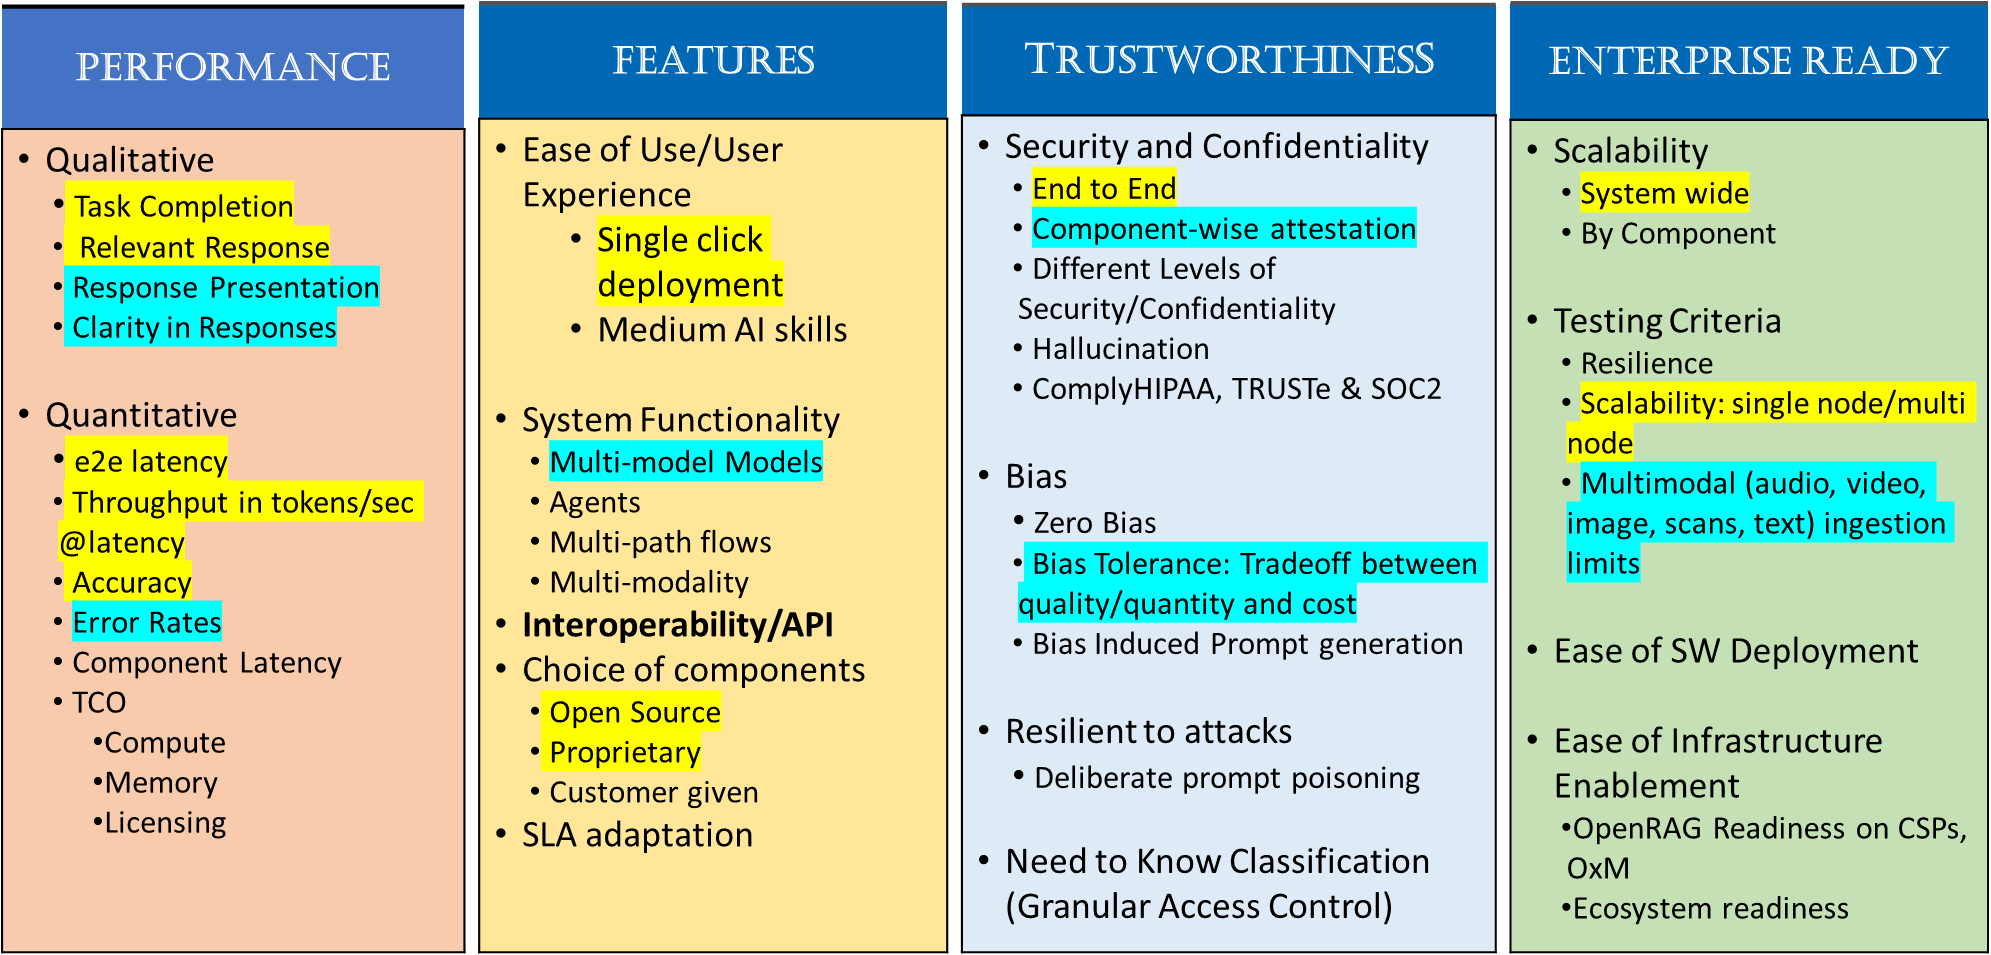 PERFORMANCE
• Qualitative
• Task Completion
• Relevant Response
• Response Presentation
• Clarity in Responses
• Quantitative
• e2e latency
• Throughput in tokens/sec
@latency
• Accuracy
• Error Rates
• Component Latency
• TCO
•Compute
•Memory
•Licensing
FEATURES
• Ease of Use/User
Experience
• Single click
deployment
• Medium AI skills
• System Functionality
• Multi-model Models
• Agents
• Multi-path flows
• Multi-modality
• Interoperability/API
• Choice of components
• Open Source
• Proprietary
• Customer given
• SLA adaptation
TRUSTWORTHINESS
• Security and Confidentiality
• End to End
• Component-wise attestation
• Different Levels of
Security/Confidentiality
• Hallucination
• ComplyHIPAA, TRUSTe & SOC2
• Bias
• Zero Bias
• Bias Tolerance: Tradeoff between
quality/quantity and cost
• Bias Induced Prompt generation
• Resilient to attacks
• Deliberate prompt poisoning
• Need to Know Classification
(Granular Access Control)
ENTERPRISE READY
• Scalability
• System wide
• By Component
• Testing Criteria
• Resilience
• Scalability: single node/multi
node
• Multimodal (audio, video,
image, scans, text) ingestion
limits
• Ease of SW Deployment
• Ease of Infrastructure
Enablement
•OpenRAG Readiness on CSPs,
OxM
•Ecosystem readiness